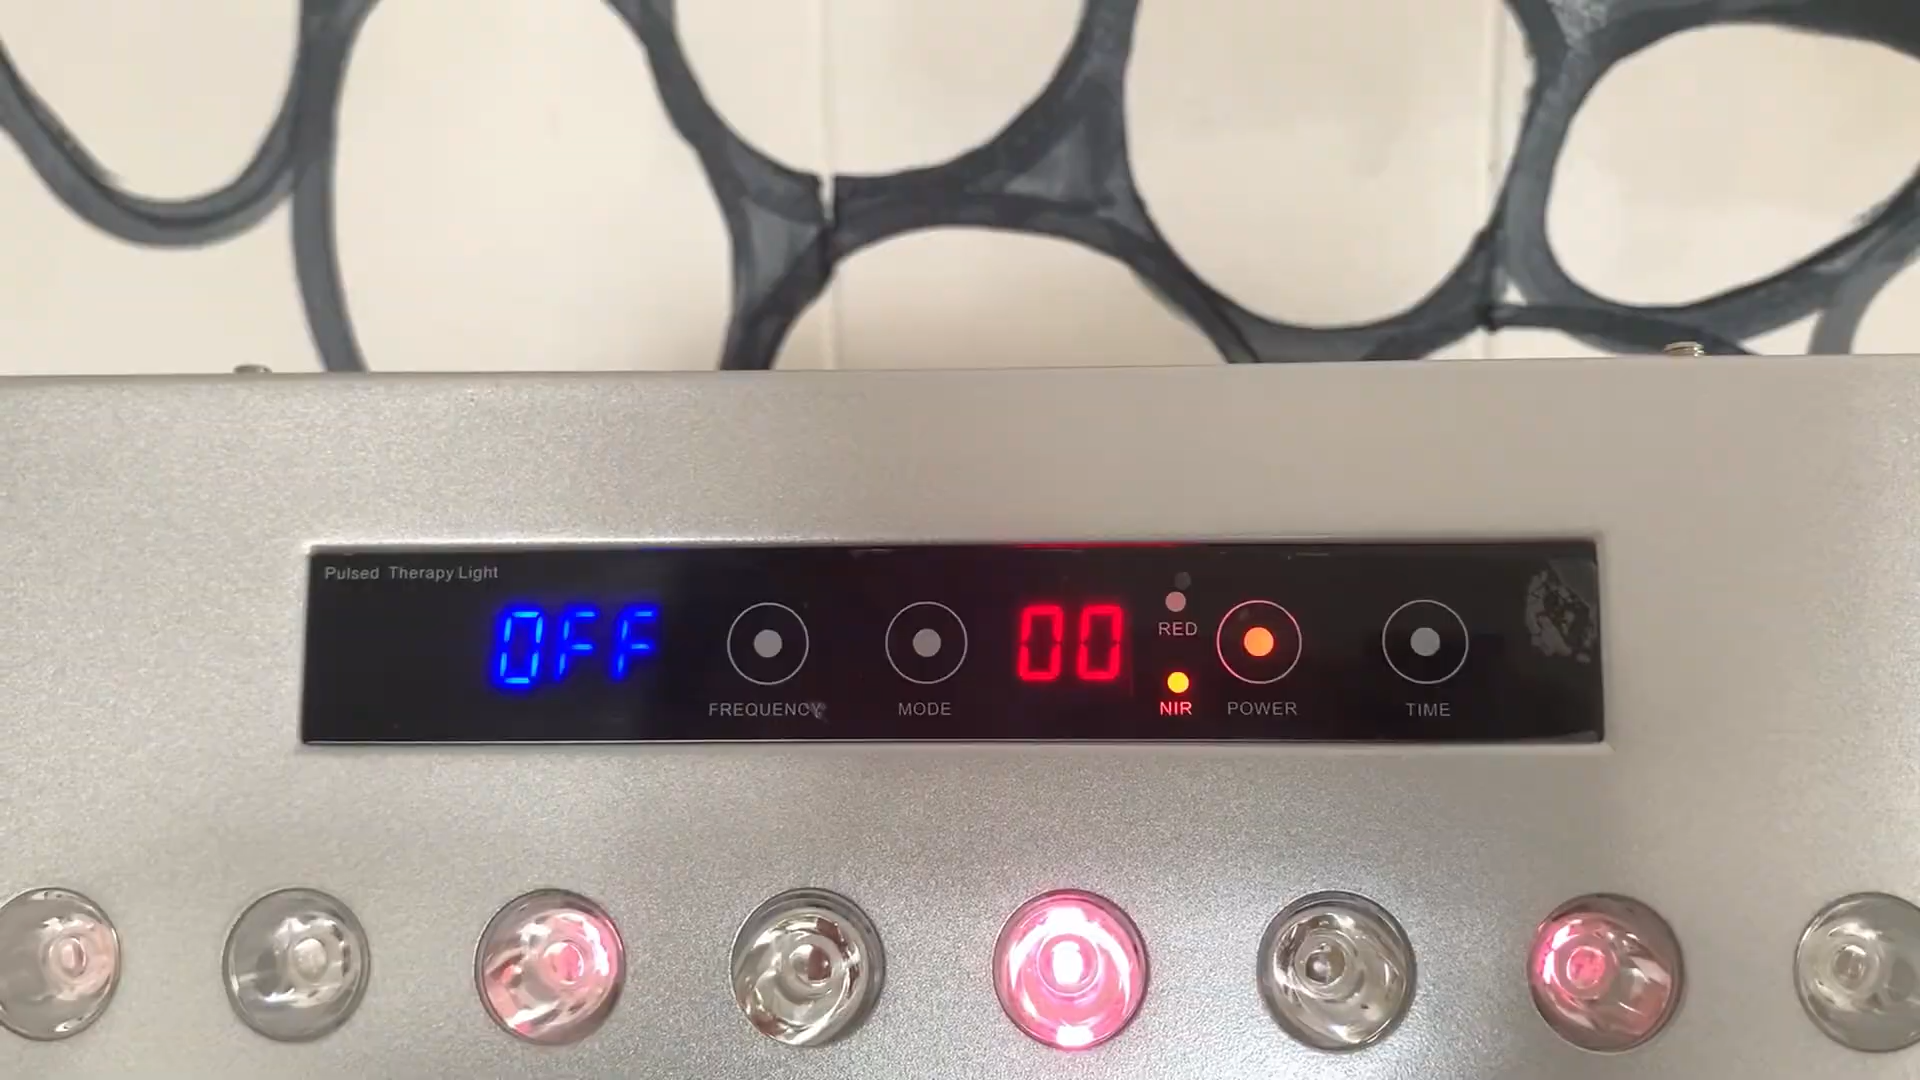 Pulsed Therapy Light
OFF
FREQUENCY
MODE
00
RED
NIR
POWER
TIME